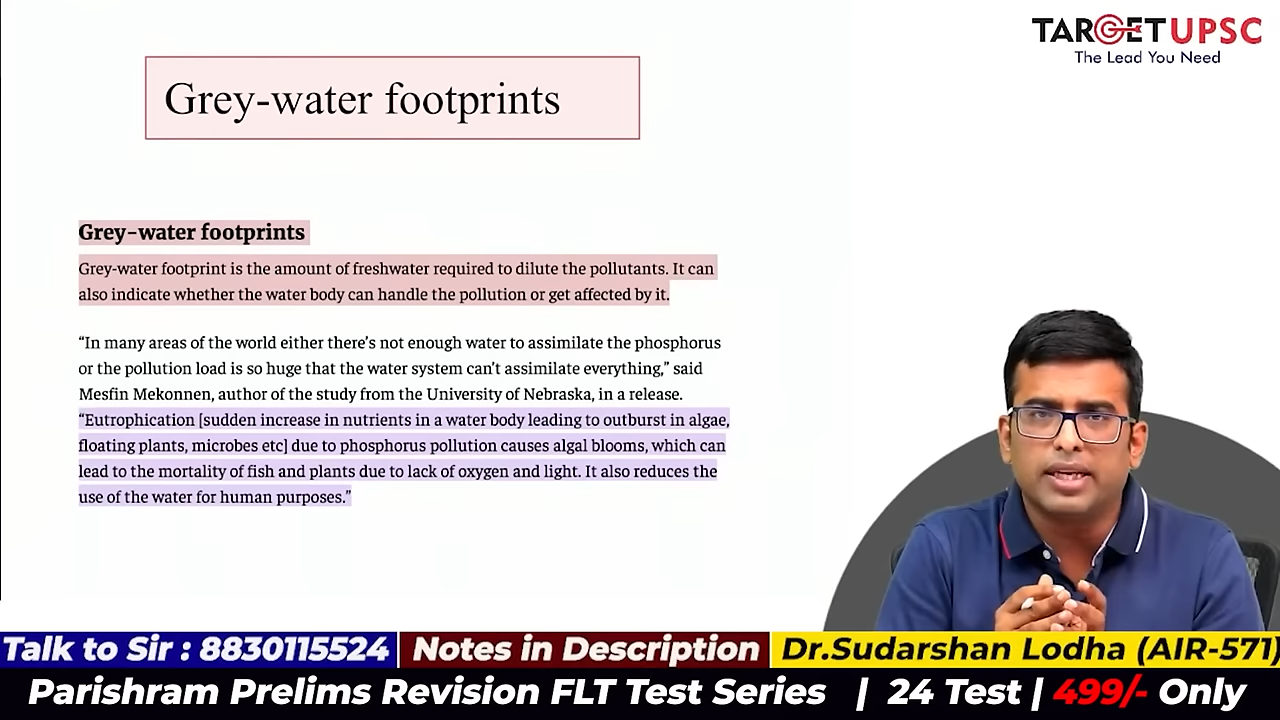 TARGET UPSC
The Lead You Need
Grey-water footprints
Grey-water footprints
Grey-water footprint is the amount of freshwater required to dilute the pollutants. It can
also indicate whether the water body can handle the pollution or get affected by it.
“In many areas of the world either there’s not enough water to assimilate the phosphorus
or the pollution load is so huge that the water system can’t assimilate everything,” said
Mesfin Mekonnen, author of the study from the University of Nebraska, in a release.
“Eutrophication [sudden increase in nutrients in a water body leading to outburst in algae,
floating plants, microbes etc] due to phosphorus pollution causes algal blooms, which can
lead to the mortality of fish and plants due to lack of oxygen and light. It also reduces the
use of the water for human purposes.”
Talk to Sir : 8830115524 Notes in Description Dr.Sudarshan Lodha (AIR-571)
Parishram Prelims Revision FLT Test Series | 24 Test | 499/- Only